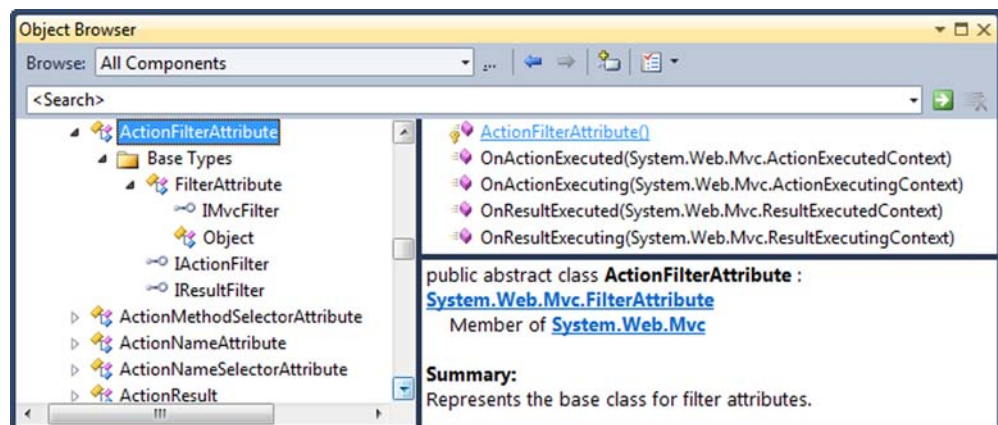 Object Browser
Browse: All Components
...
<Search>
ActionFilterAttribute
Base Types
FilterAttribute
IMvcFilter
Object
IActionFilter
IResultFilter
ActionMethodSelectorAttribute
ActionNameAttribute
ActionNameSelectorAttribute
ActionResult
ActionFilterAttribute()
OnActionExecuted(System.Web.Mvc.ActionExecutedContext)
OnActionExecuting(System.Web.Mvc.ActionExecutingContext)
OnResultExecuted(System.Web.Mvc.ResultExecutedContext)
OnResultExecuting(System.Web.Mvc.ResultExecutingContext)
public abstract class ActionFilterAttribute :
System.Web.Mvc.FilterAttribute
Member of System.Web.Mvc
Summary:
Represents the base class for filter attributes.